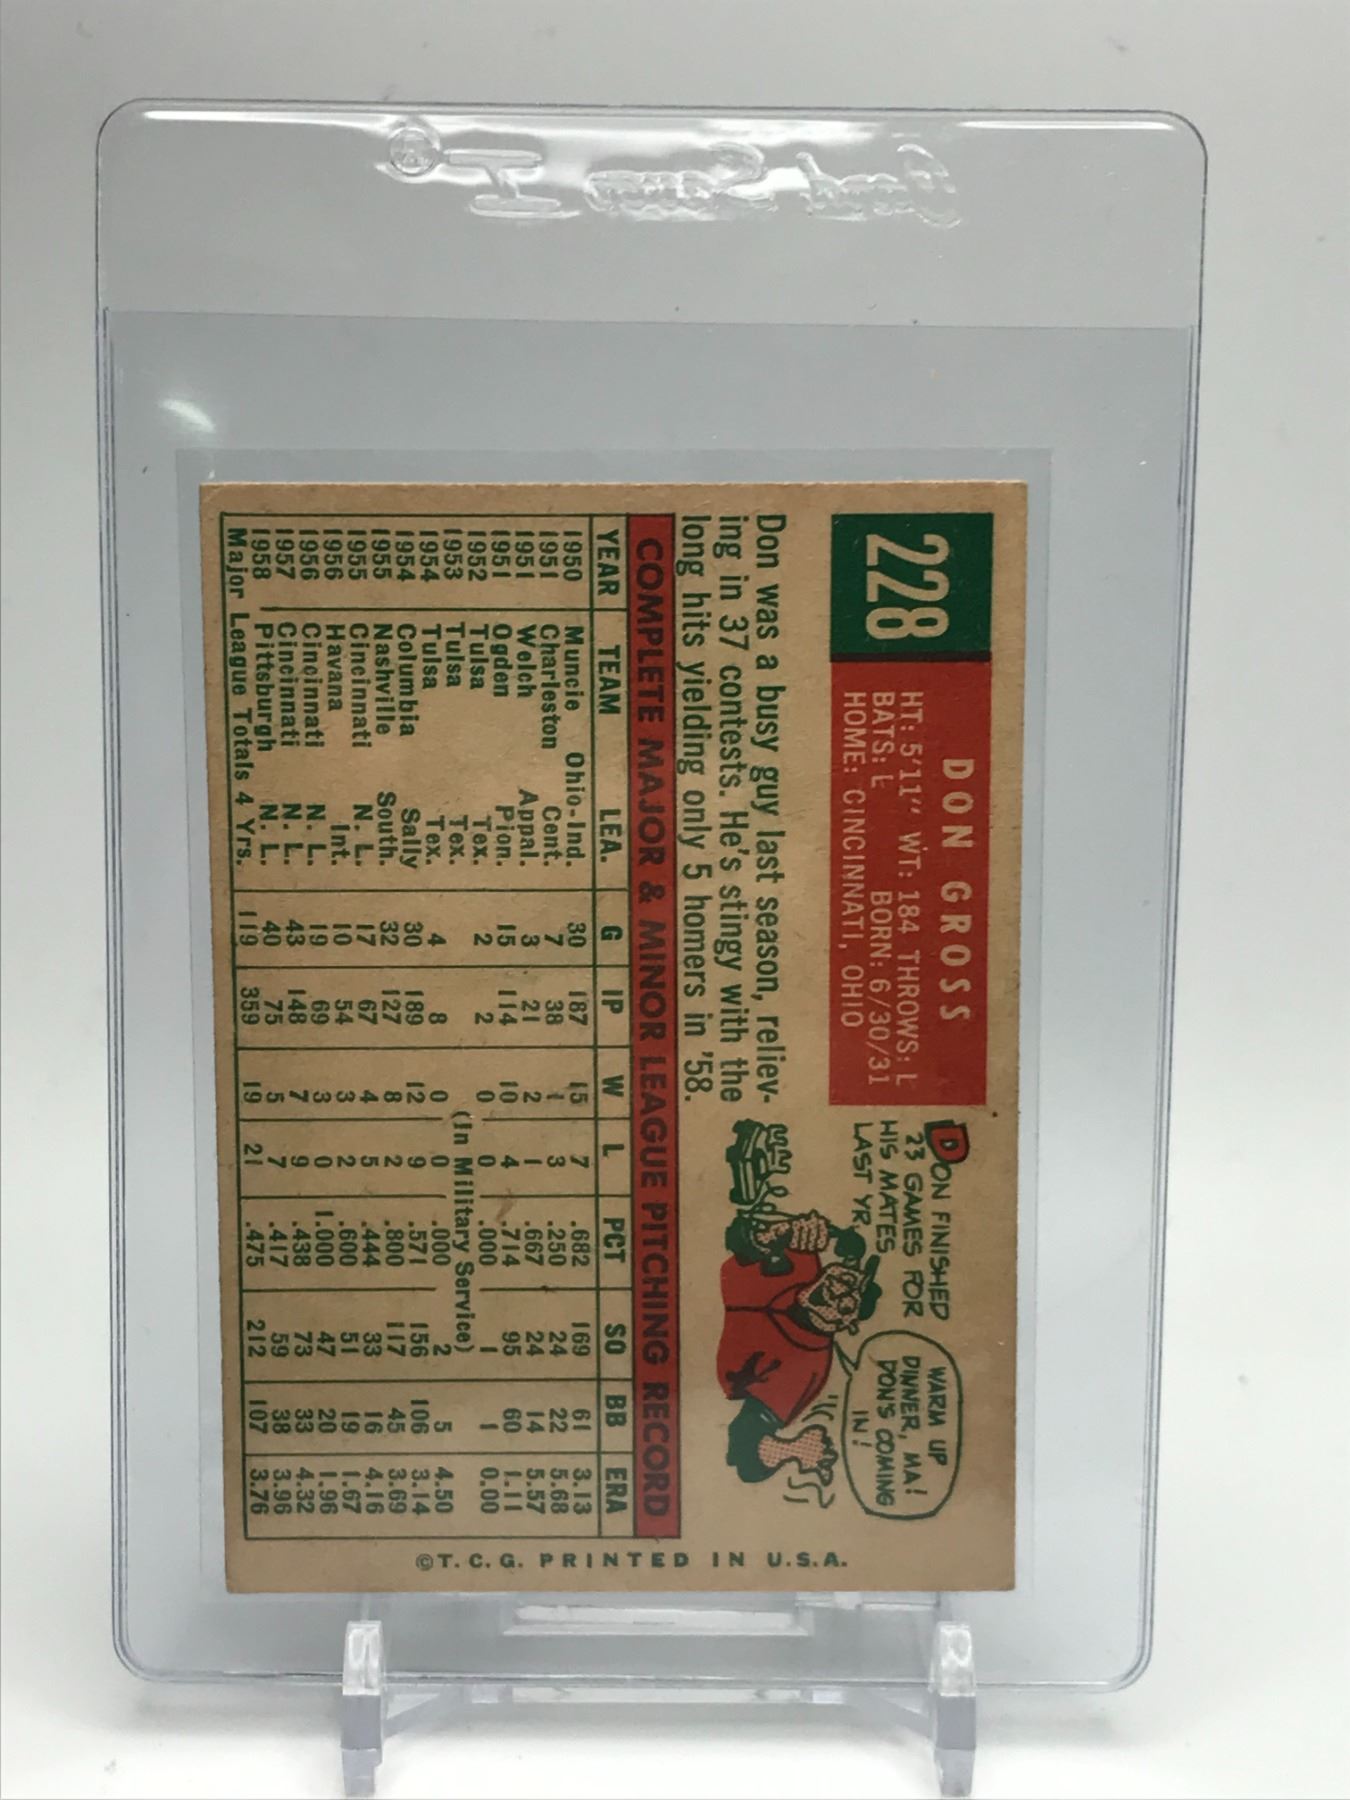 Card Saver I
228
DON GROSS
HT: 5'11" WT: 184 THROWS: L
BATS: L BORN: 6/30/31
HOME: CINCINNATI, OHIO
DON FINISHED
23 GAMES FOR
HIS MATES
LAST YR.
WARM UP
DINNER, MA!
DON'S COMING
IN!
Don was a busy guy last season, reliev-
ing in 37 contests. He's stingy with the
long hits yielding only 5 homers in '58.
COMPLETE MAJOR & MINOR LEAGUE PITCHING RECORD
YEAR TEAM LEA. G IP W L PCT SO BB ERA
1950 Muncie Ohio-Ind. 30 187 15 7 .682 169 61 3.13
1951 Charleston Cent. 7 38 1 3 .250 24 22 5.68
1951 Welch Appal. 3 21 2 1 .667 24 14 5.57
1951 Ogden Pion. 15 114 10 4 .714 95 60 1.11
1952 Tulsa Tex. 2 2 0 0 .000 1 1 0.00
1953 Tulsa Tex. (In Military Service)
1954 Tulsa Tex. 4 8 0 0 .000 2 5 4.50
1954 Columbia Sally 30 189 12 9 .571 156 106 3.14
1955 Nashville South. 32 127 8 2 .800 117 45 3.69
1955 Cincinnati N. L. 17 67 4 5 .444 33 16 4.16
1956 Havana Int. 10 54 3 2 .600 51 19 1.67
1956 Cincinnati N. L. 19 69 3 0 1.000 47 20 1.96
1957 Cincinnati N. L. 43 148 7 9 .438 73 33 4.32
1958 Pittsburgh N. L. 40 75 5 7 .417 59 38 3.96
Major League Totals 4 Yrs. 119 359 19 21 .475 212 107 3.76
©T. C. G. PRINTED IN U.S.A.